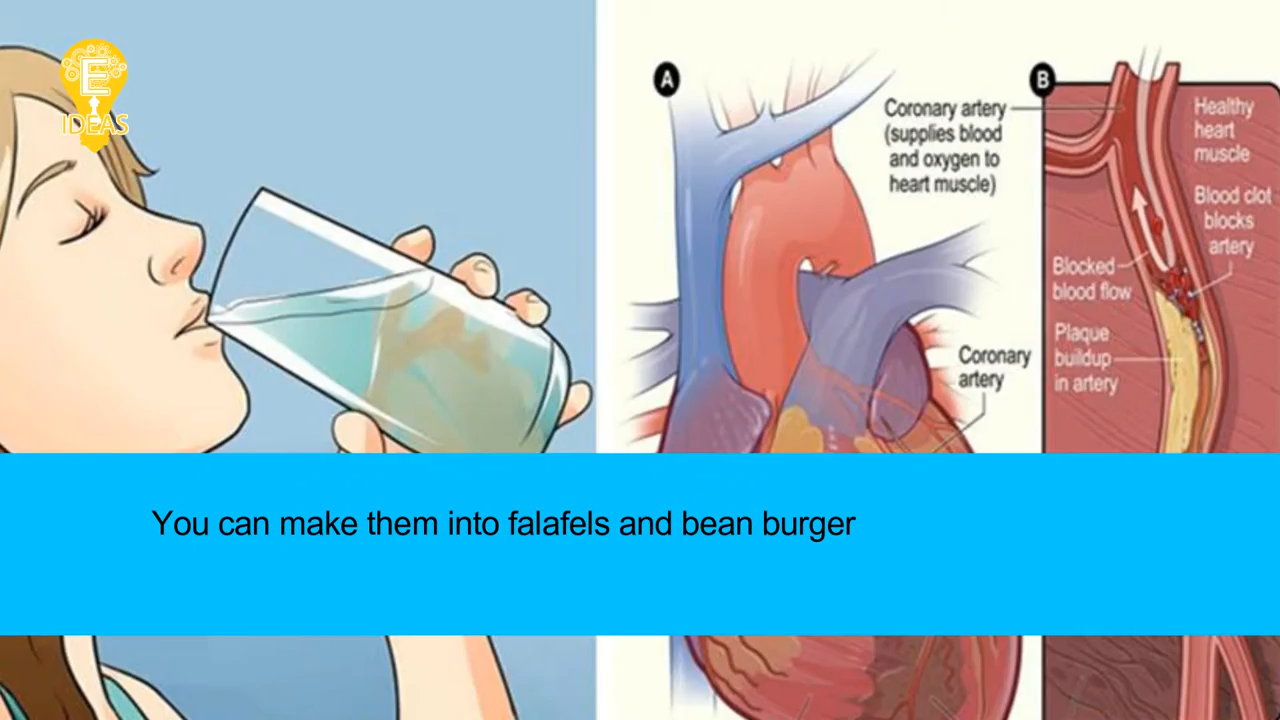 E
IDEAS
A
Coronary artery
(supplies blood
and oxygen to
heart muscle)
Coronary
artery
B
Healthy
heart
muscle
Blood clot
blocks
artery
Blocked
blood flow
Plaque
buildup
in artery
You can make them into falafels and bean burger